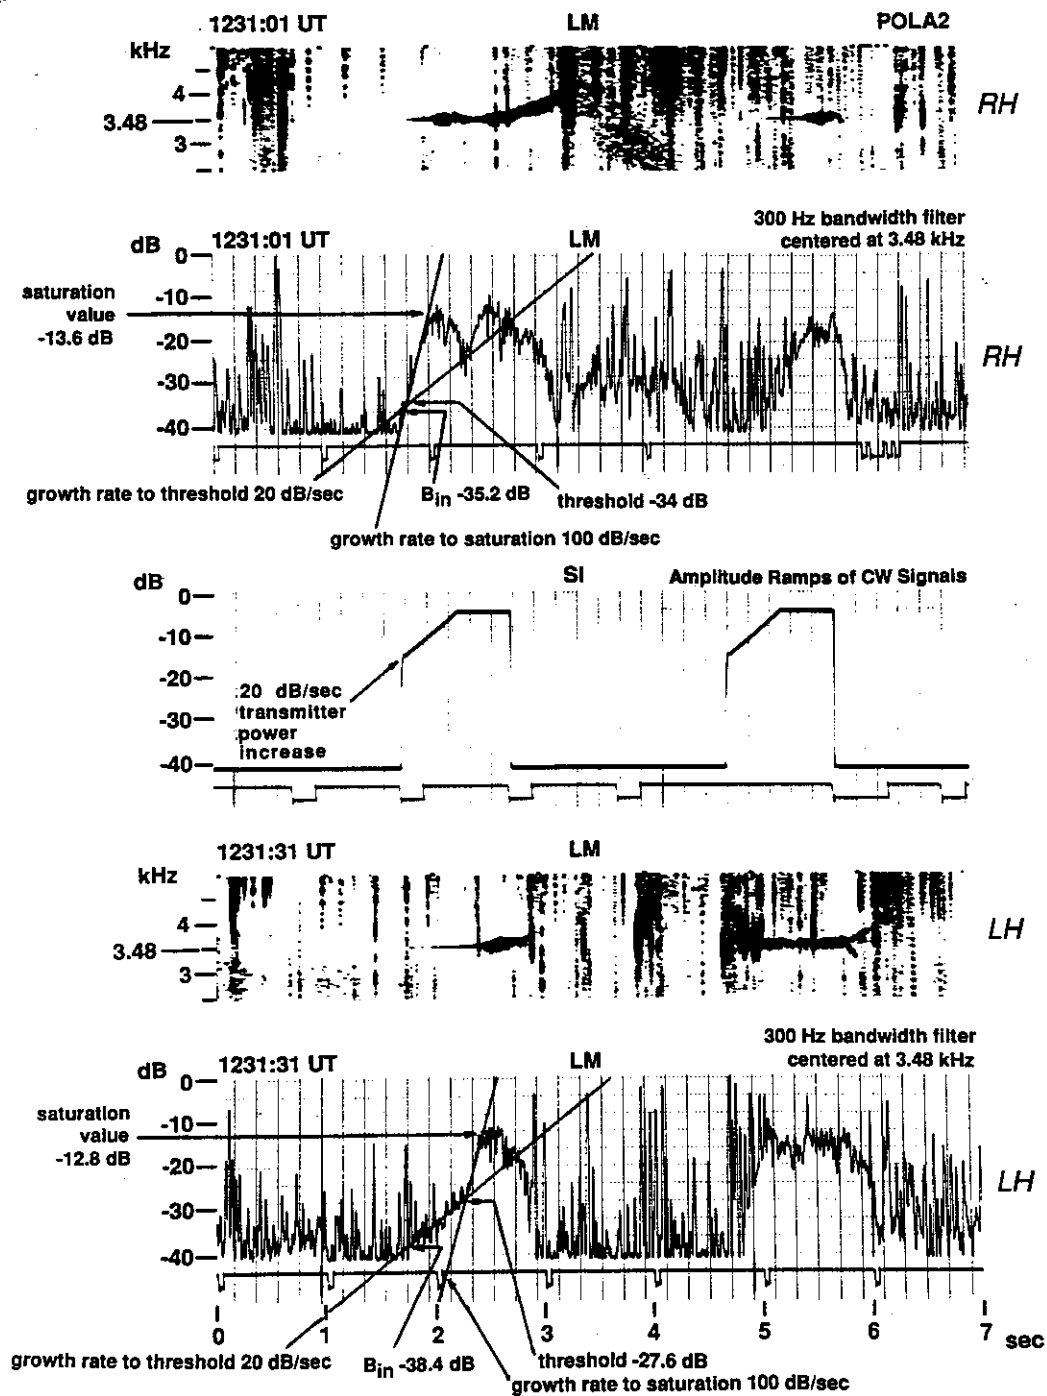 1231:01 UT LM POLA2
kHz
4
3.48
3
RH
300 Hz bandwidth filter
dB 1231:01 UT LM centered at 3.48 kHz
0
-10
saturation
value
-13.6 dB
-20
-30
-40
RH
growth rate to threshold 20 dB/sec
B_in -35.2 dB
threshold -34 dB
growth rate to saturation 100 dB/sec
dB SI Amplitude Ramps of CW Signals
0
-10
-20
20 dB/sec
transmitter
power
increase
-30
-40
1231:31 UT LM
kHz
4
3.48
3
LH
300 Hz bandwidth filter
dB 1231:31 UT LM centered at 3.48 kHz
0
-10
saturation
value
-12.8 dB
-20
-30
-40
LH
0 1 2 3 4 5 6 7 sec
growth rate to threshold 20 dB/sec
B_in -38.4 dB
threshold -27.6 dB
growth rate to saturation 100 dB/sec